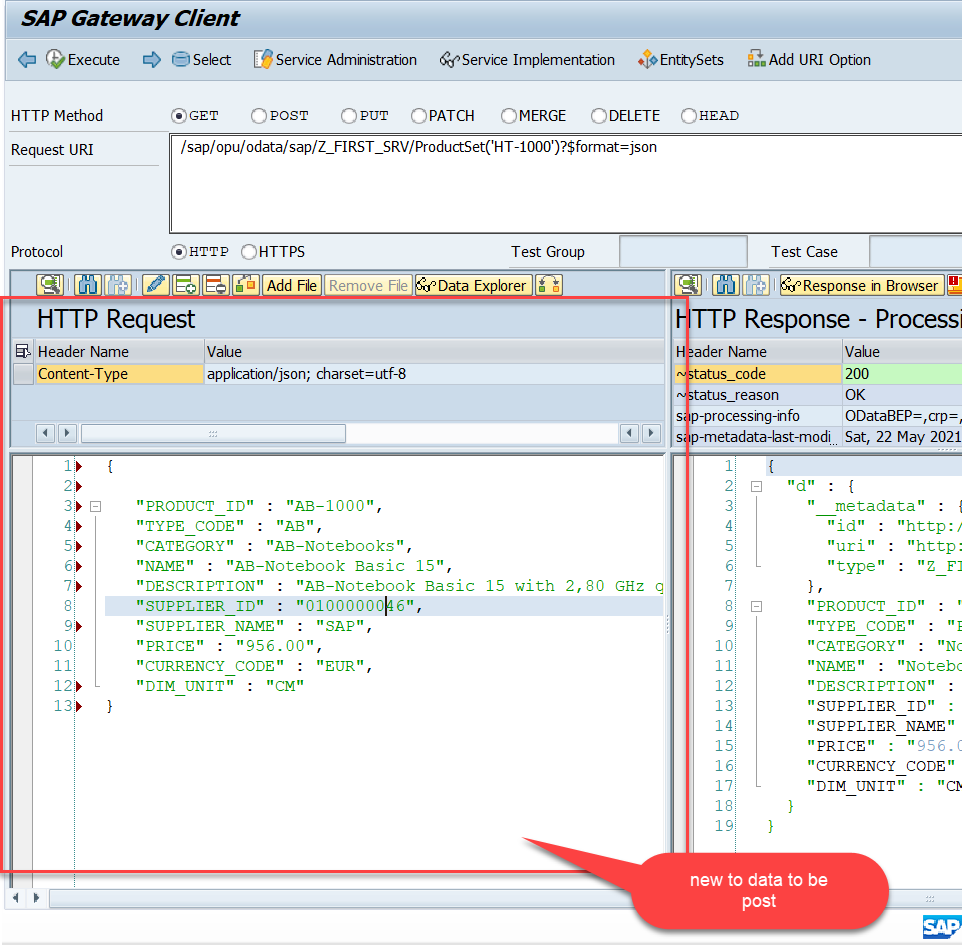 SAP Gateway Client
Execute Select Service Administration Service Implementation EntitySets Add URI Option
HTTP Method GET POST PUT PATCH MERGE DELETE HEAD
Request URI /sap/opu/odata/sap/Z_FIRST_SRV/ProductSet('HT-1000')?$format=json
Protocol HTTP HTTPS Test Group Test Case
Add File Remove File Data Explorer Response in Browser
HTTP Request
Header Name Value
Content-Type application/json; charset=utf-8
1 {
2
3 "PRODUCT_ID" : "AB-1000",
4 "TYPE_CODE" : "AB",
5 "CATEGORY" : "AB-Notebooks",
6 "NAME" : "AB-Notebook Basic 15",
7 "DESCRIPTION" : "AB-Notebook Basic 15 with 2,80 GHz q
8 "SUPPLIER_ID" : "0100000046",
9 "SUPPLIER_NAME" : "SAP",
10 "PRICE" : "956.00",
11 "CURRENCY_CODE" : "EUR",
12 "DIM_UNIT" : "CM"
13 }
HTTP Response - Processi
Header Name Value
~status_code 200
~status_reason OK
sap-processing-info ODataBEP=,crp=,
sap-metadata-last-modi... Sat, 22 May 2021
1 {
2 "d" : {
3 "__metadata" : {
4 "id" : "http:/
5 "uri" : "http:
6 "type" : "Z_FI
7 },
8 "PRODUCT_ID" : "
9 "TYPE_CODE" : "P
10 "CATEGORY" : "No
11 "NAME" : "Notebo
12 "DESCRIPTION" :
13 "SUPPLIER_ID" :
14 "SUPPLIER_NAME"
15 "PRICE" : "956.0
16 "CURRENCY_CODE"
17 "DIM_UNIT" : "CM
18 }
19 }
new to data to be
post
SAP